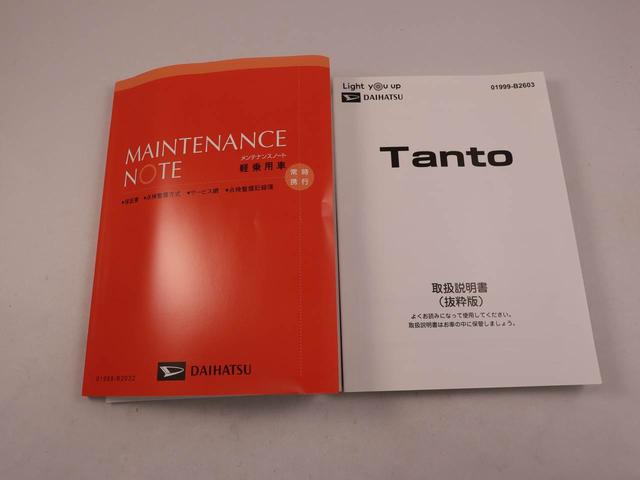 MAINTENANCE
NOTE
メンテナンスノート
軽乗用車
常時
携行
▾保証書 ▾点検整備方式 ▾サービス網 ▾点検整備記録簿
DAIHATSU
01999-B2032
Light you up
DAIHATSU
01999-B2603
Tanto
取扱説明書
(抜粋版)
よくお読みになって使用してください。
取扱説明書はお車の中に保管しましょう。